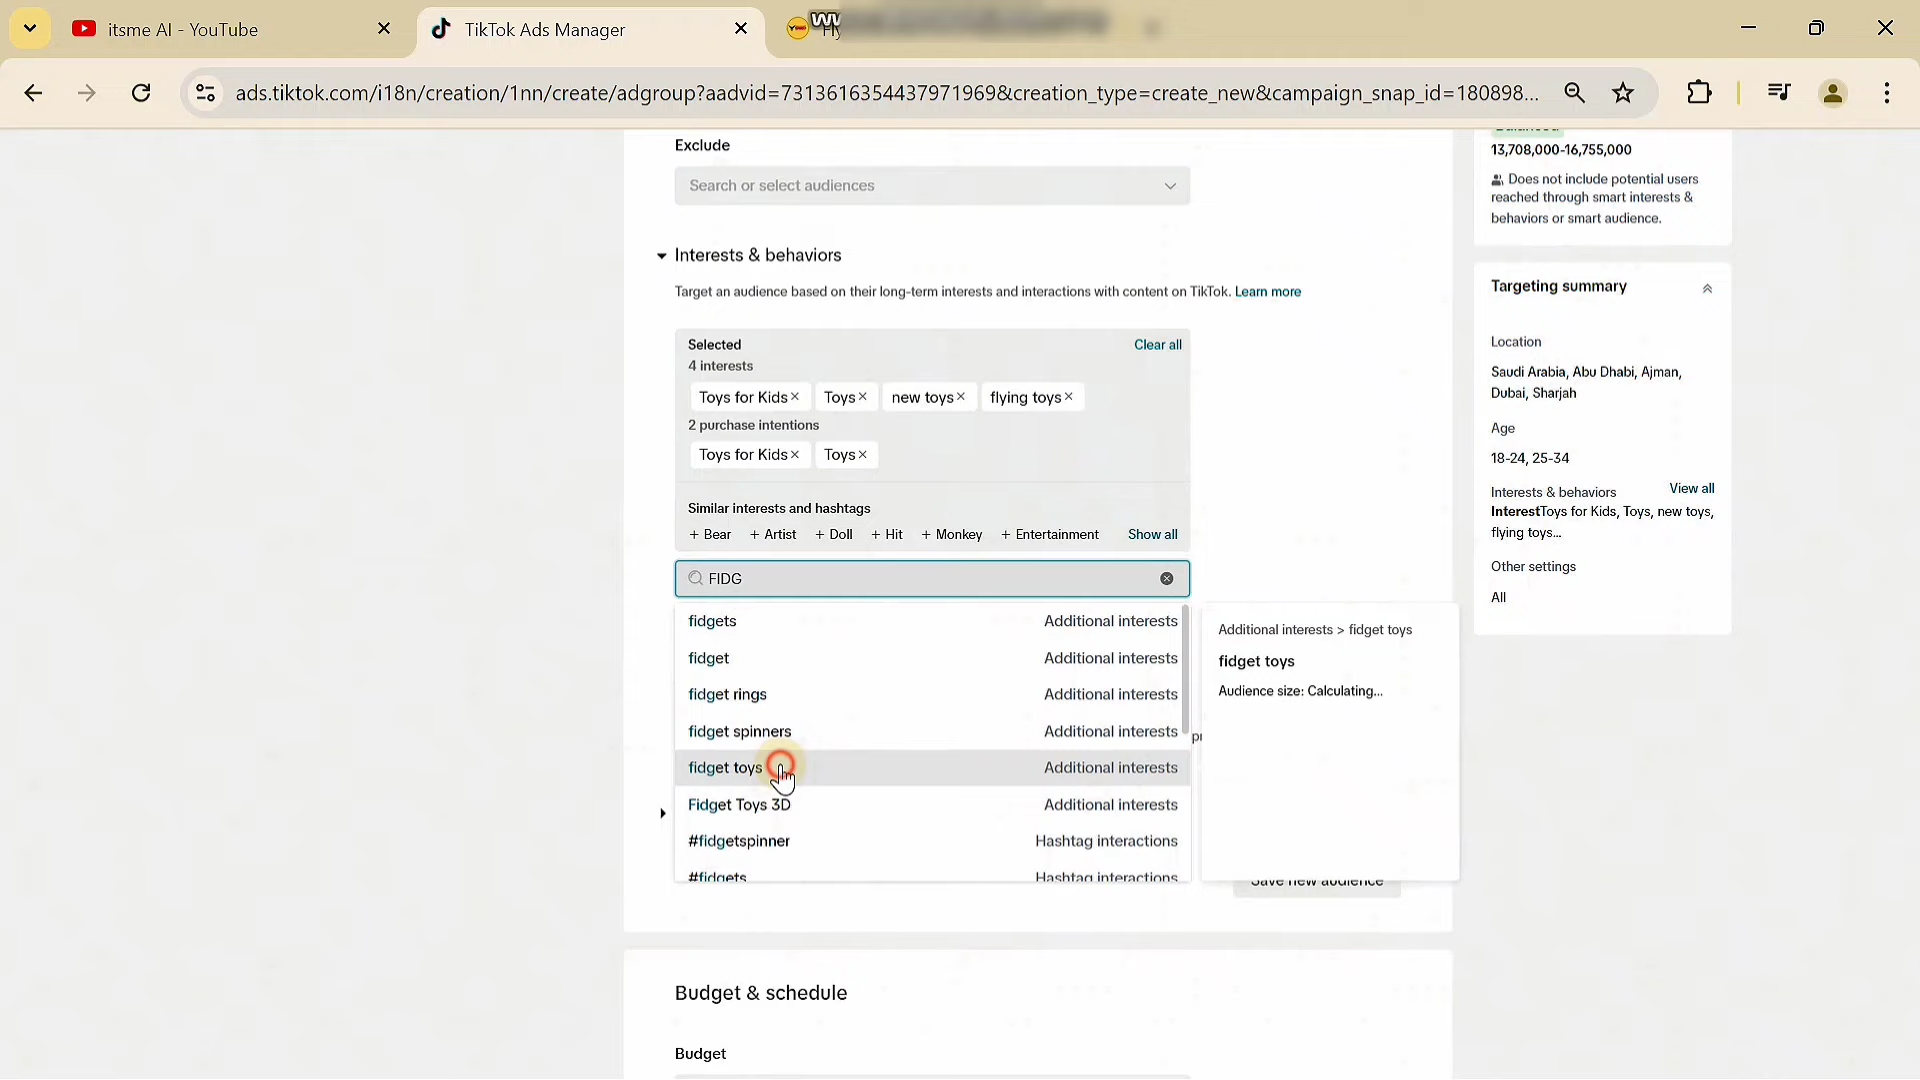 itsme AI - YouTube
TikTok Ads Manager
ads.tiktok.com/i18n/creation/1nn/create/adgroup?aadvid=7313616354437971969&creation_type=create_new&campaign_snap_id=180898...
Exclude
Search or select audiences
Interests & behaviors
Target an audience based on their long-term interests and interactions with content on TikTok. Learn more
Selected
Clear all
4 interests
Toys for Kids× Toys× new toys× flying toys×
2 purchase intentions
Toys for Kids× Toys×
Similar interests and hashtags
+ Bear + Artist + Doll + Hit + Monkey + Entertainment Show all
FIDG
fidgets Additional interests
fidget Additional interests
fidget rings Additional interests
fidget spinners Additional interests
fidget toys Additional interests
Fidget Toys 3D Additional interests
#fidgetspinner Hashtag interactions
#fidgets Hashtag interactions
Additional interests > fidget toys
fidget toys
Audience size: Calculating...
Save new audience
Budget & schedule
Budget
Balanced
13,708,000-16,755,000
Does not include potential users
reached through smart interests &
behaviors or smart audience.
Targeting summary
Location
Saudi Arabia, Abu Dhabi, Ajman,
Dubai, Sharjah
Age
18-24, 25-34
Interests & behaviors View all
InterestToys for Kids, Toys, new toys,
flying toys...
Other settings
All